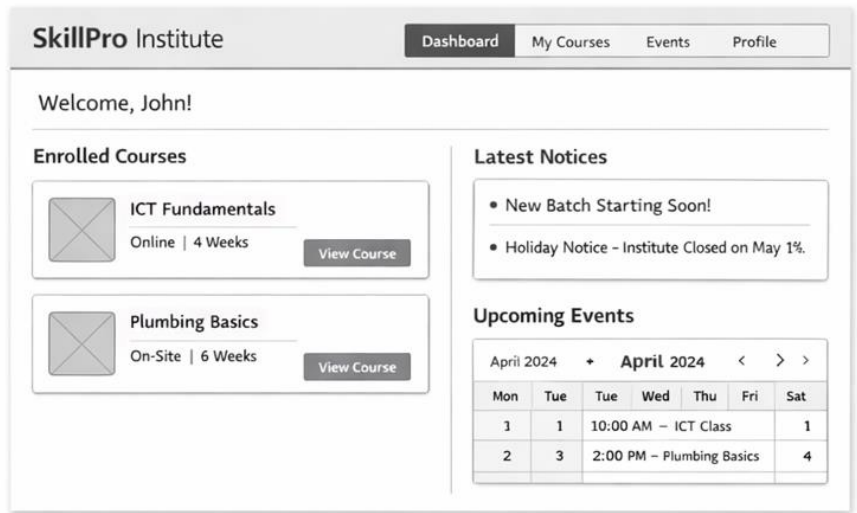 SkillPro Institute
Dashboard My Courses Events Profile
Welcome, John!
Enrolled Courses
ICT Fundamentals
Online | 4 Weeks
View Course
Plumbing Basics
On-Site | 6 Weeks
View Course
Latest Notices
• New Batch Starting Soon!
• Holiday Notice – Institute Closed on May
Upcoming Events
April 2024 + April 2024 < > >
Mon Tue Tue Wed Thu Fri Sat
1 1 10:00 AM – ICT Class 1
2 3 2:00 PM – Plumbing Basics 4